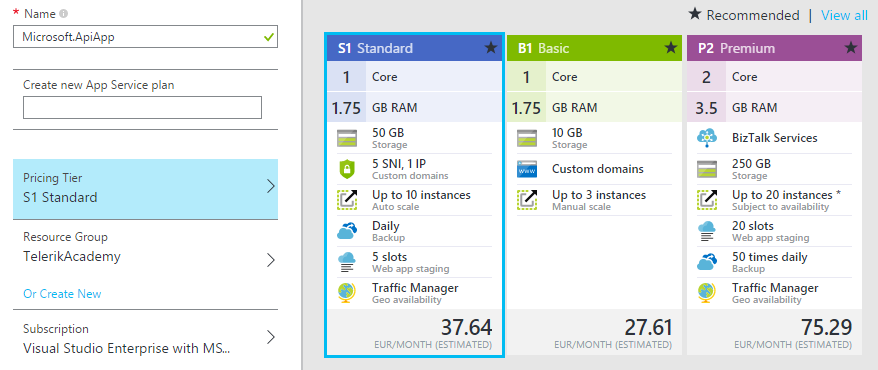 * Name
Microsoft.ApiApp
Create new App Service plan
Pricing Tier
S1 Standard
Resource Group
TelerikAcademy
Or Create New
Subscription
Visual Studio Enterprise with MS...
★ Recommended | View all
S1 Standard
1 Core
1.75 GB RAM
50 GB
Storage
5 SNI, 1 IP
Custom domains
Up to 10 instances
Auto scale
Daily
Backup
5 slots
Web app staging
Traffic Manager
Geo availability
37.64
EUR/MONTH (ESTIMATED)
B1 Basic
1 Core
1.75 GB RAM
10 GB
Storage
www
Custom domains
Up to 3 instances
Manual scale
27.61
EUR/MONTH (ESTIMATED)
P2 Premium
2 Core
3.5 GB RAM
BizTalk Services
250 GB
Storage
Up to 20 instances *
Subject to availability
20 slots
Web app staging
50 times daily
Backup
Traffic Manager
Geo availability
75.29
EUR/MONTH (ESTIMATED)